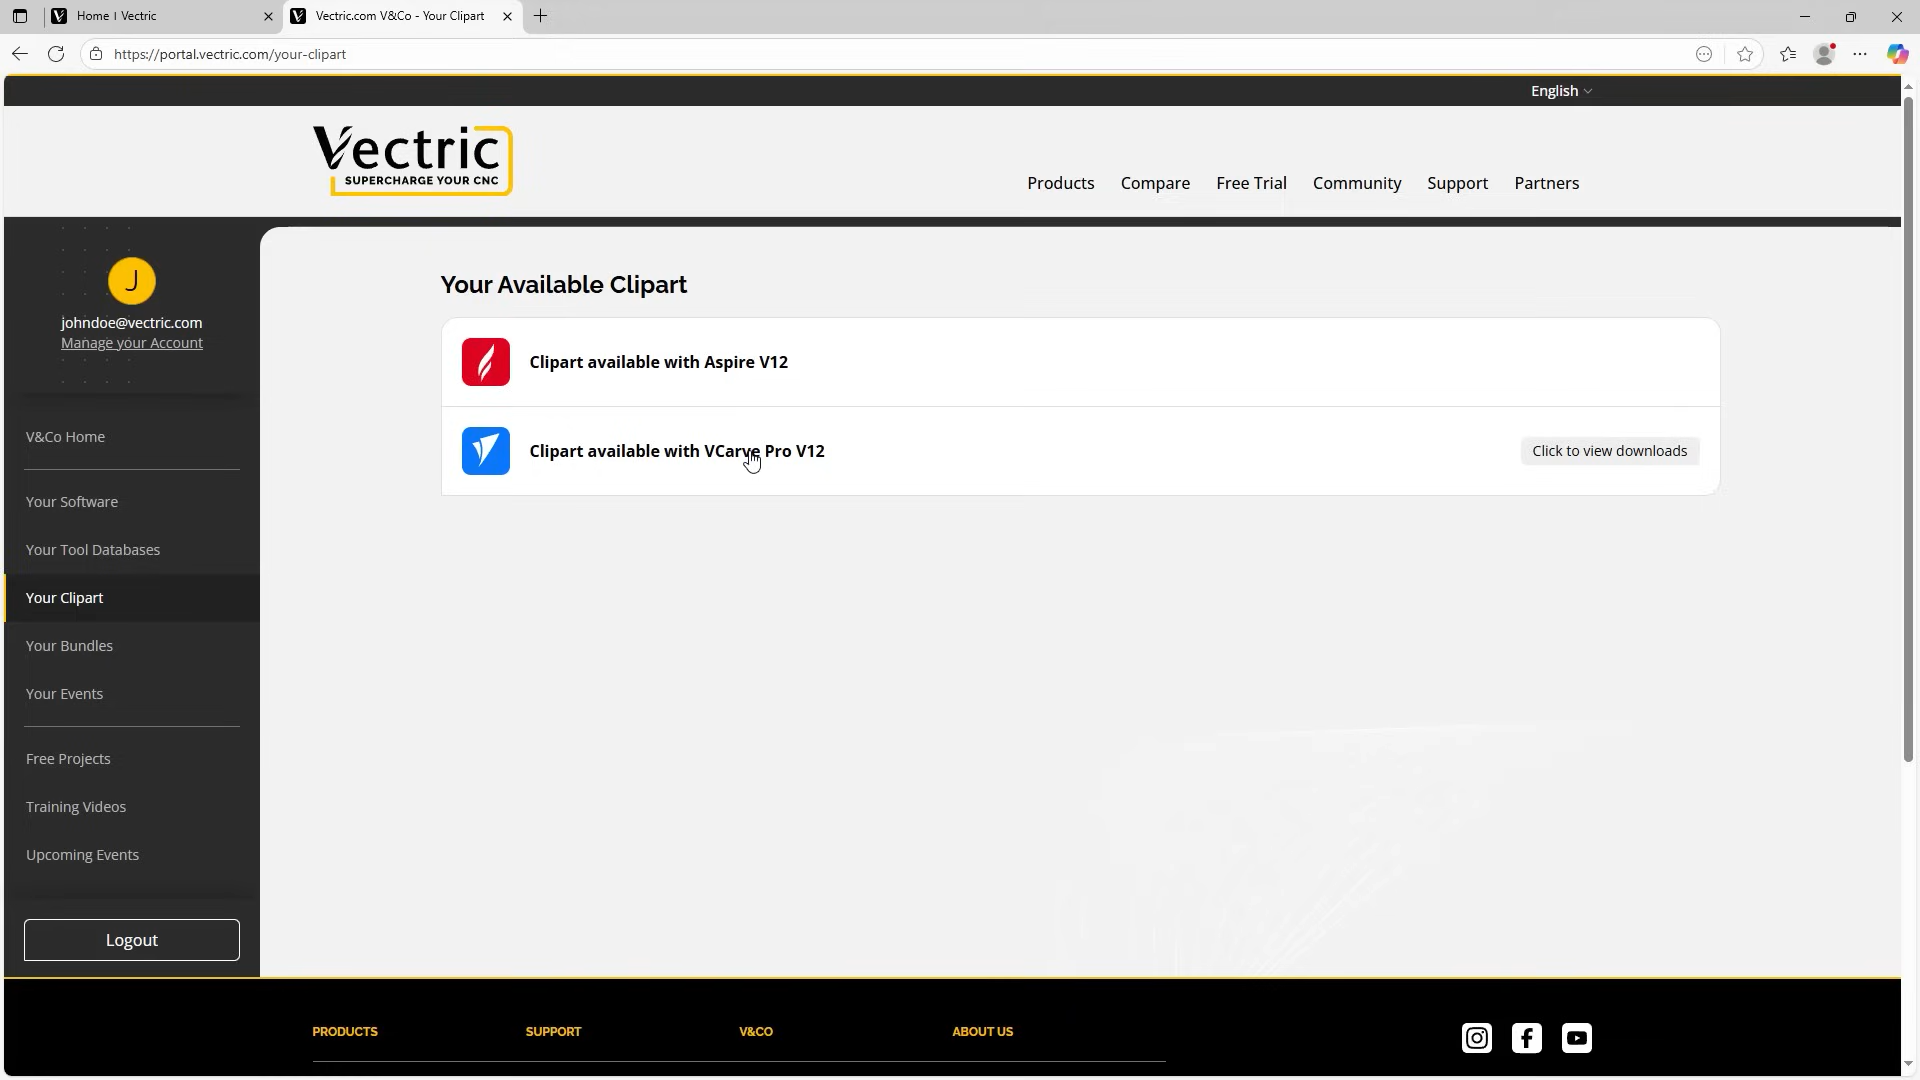 Home | Vectric
Vectric.com V&Co - Your Clipart
https://portal.vectric.com/your-clipart
English
Vectric
SUPERCHARGE YOUR CNC
Products
Compare
Free Trial
Community
Support
Partners
J
johndoe@vectric.com
Manage your Account
V&Co Home
Your Software
Your Tool Databases
Your Clipart
Your Bundles
Your Events
Free Projects
Training Videos
Upcoming Events
Logout
Your Available Clipart
Clipart available with Aspire V12
Clipart available with VCarve Pro V12
Click to view downloads
PRODUCTS
SUPPORT
V&CO
ABOUT US